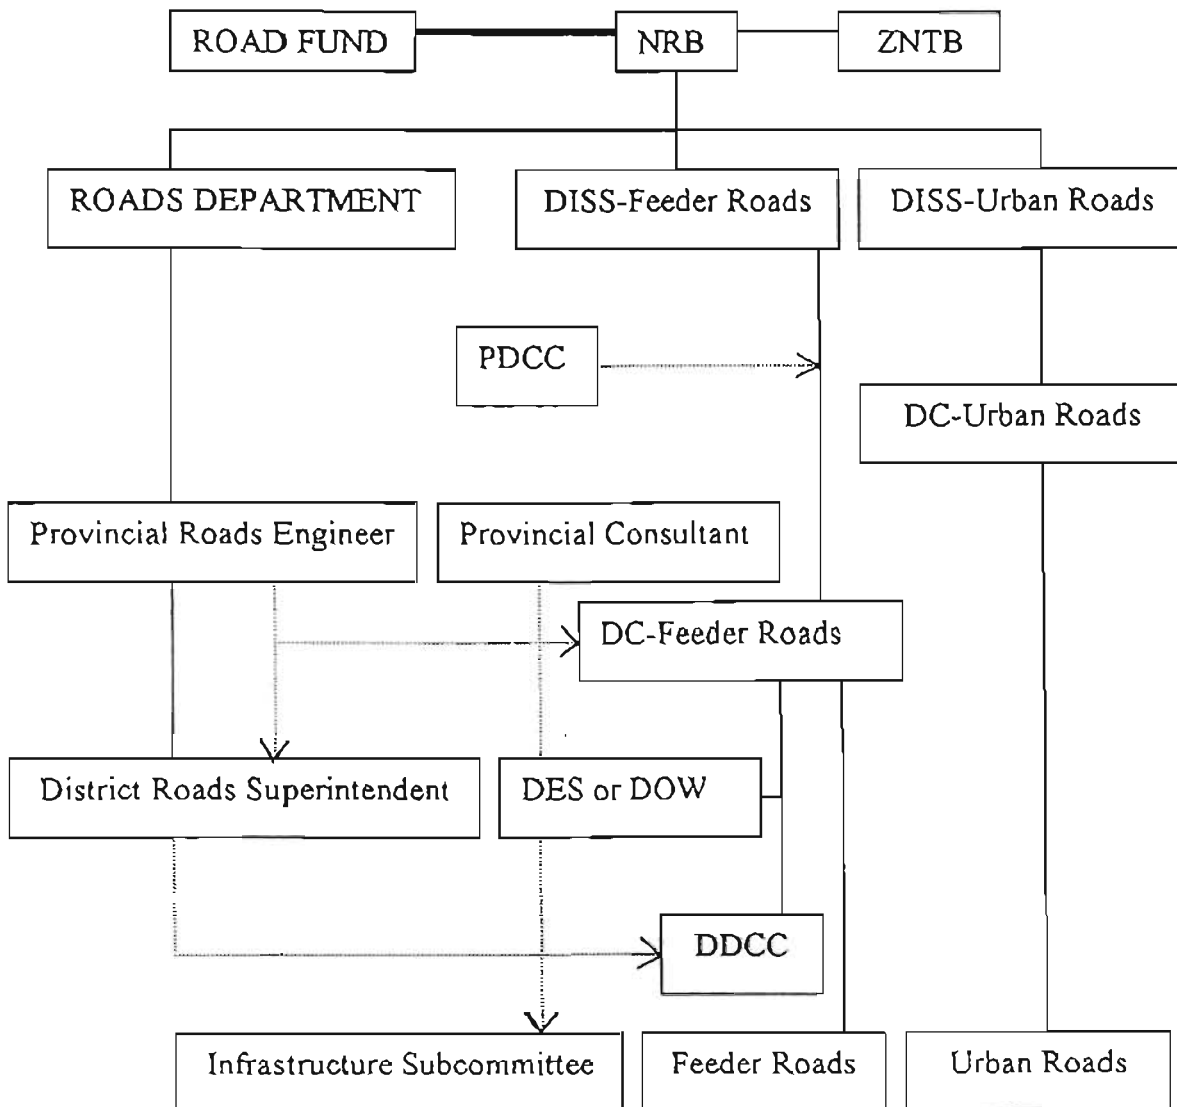 ROAD FUND
NRB
ZNTB
ROADS DEPARTMENT
DISS-Feeder Roads
DISS-Urban Roads
PDCC
DC-Urban Roads
Provincial Roads Engineer
Provincial Consultant
DC-Feeder Roads
District Roads Superintendent
DES or DOW
DDCC
Infrastructure Subcommittee
Feeder Roads
Urban Roads